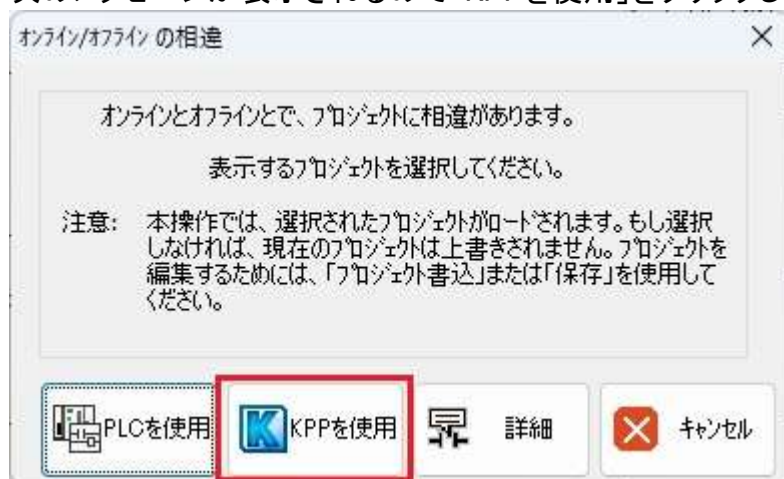 オンライン/オフライン の相違
オンラインとオフラインとで、プロジェクトに相違があります。
表示するプロジェクトを選択してください。
注意: 本操作では、選択されたプロジェクトがロードされます。もし選択
しなければ、現在のプロジェクトは上書きされません。プロジェクトを
編集するためには、「プロジェクト書込」または「保存」を使用して
ください。
PLCを使用 KPPを使用 詳細 キャンセル